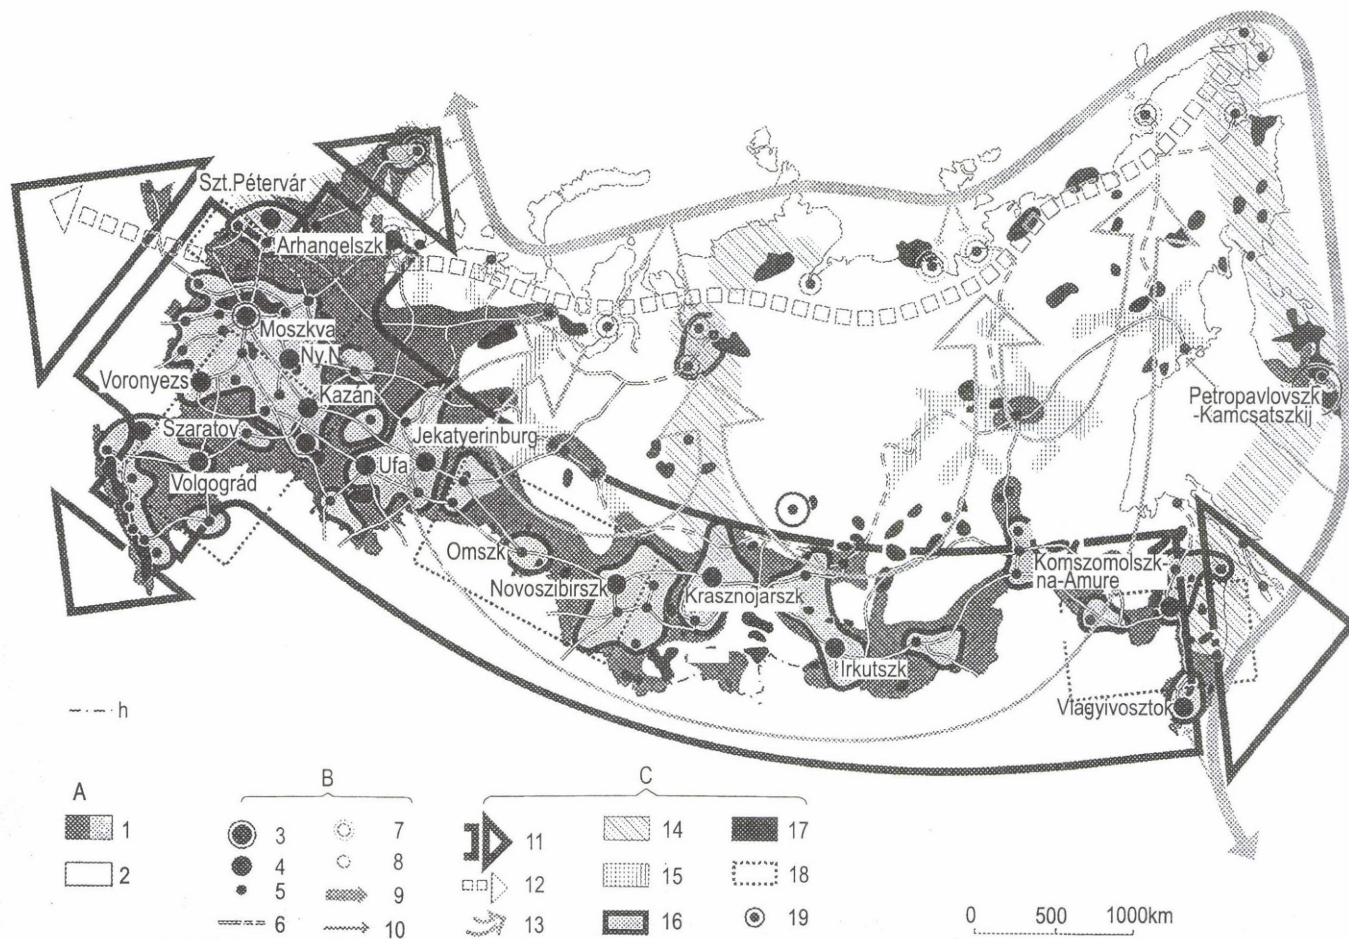 Szt.Pétervár
Arhangelszk
Moszkva
Ny.N
Voronyezs
Kazán
Petropavlovszk
-Kamcsatszkij
Szaratov
Jekatyerinburg
Ufa
Volgográd
Omszk
Novoszibirszk
Krasznojarszk
Komszomolszk-
na-Amure
Irkutszk
Vlagyivosztok
h
A
B
C
1
2
3
4
5
6
7
8
9
10
11
12
13
14
15
16
17
18
19
0 500 1000km